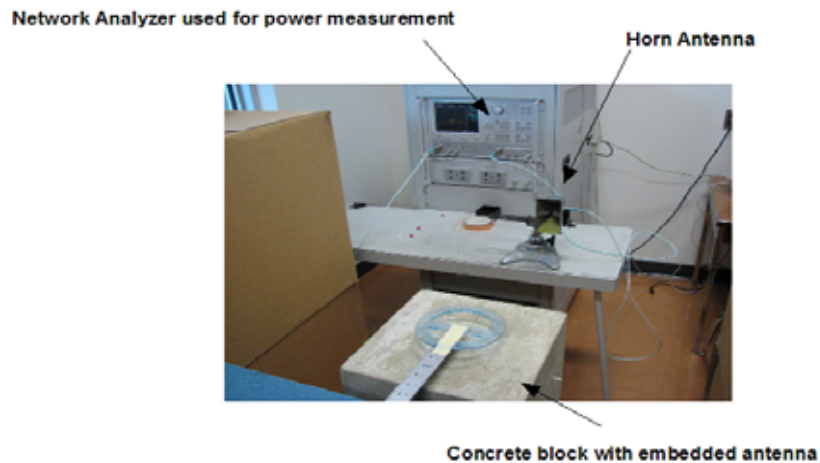 Network Analyzer used for power measurement
Horn Antenna
Concrete block with embedded antenna